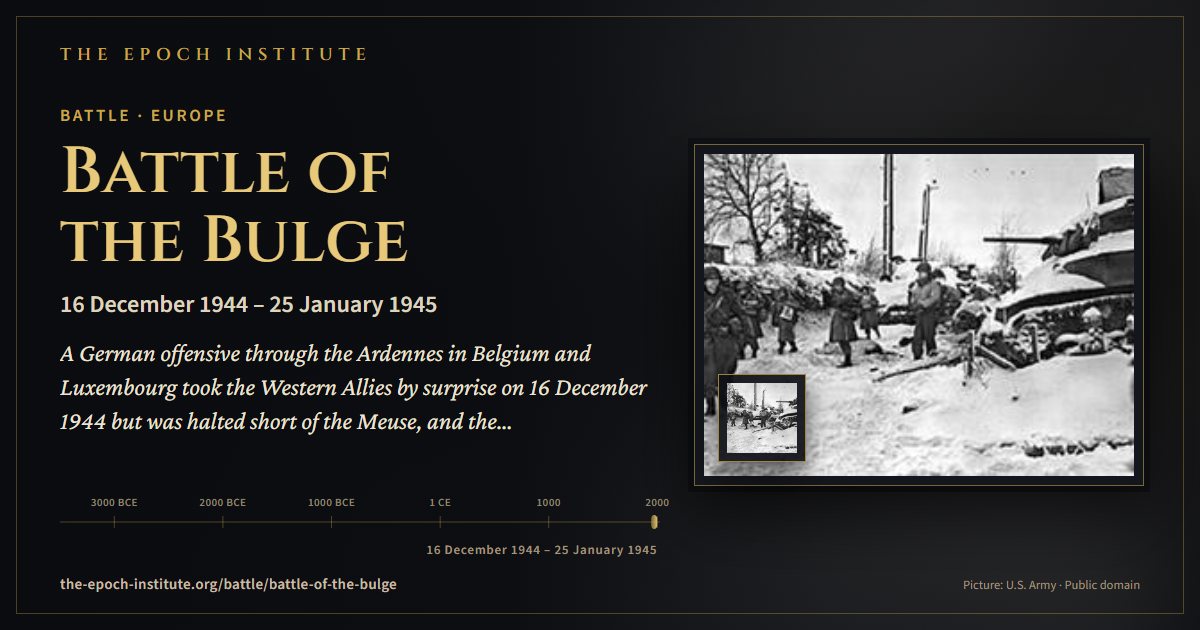 THE EPOCH INSTITUTE
BATTLE · EUROPE
BATTLE OF
THE BULGE
16 December 1944 – 25 January 1945
A German offensive through the Ardennes in Belgium and
Luxembourg took the Western Allies by surprise on 16 December
1944 but was halted short of the Meuse, and the...
3000 BCE 2000 BCE 1000 BCE 1 CE 1000 2000
16 December 1944 – 25 January 1945
the-epoch-institute.org/battle/battle-of-the-bulge
Picture: U.S. Army · Public domain